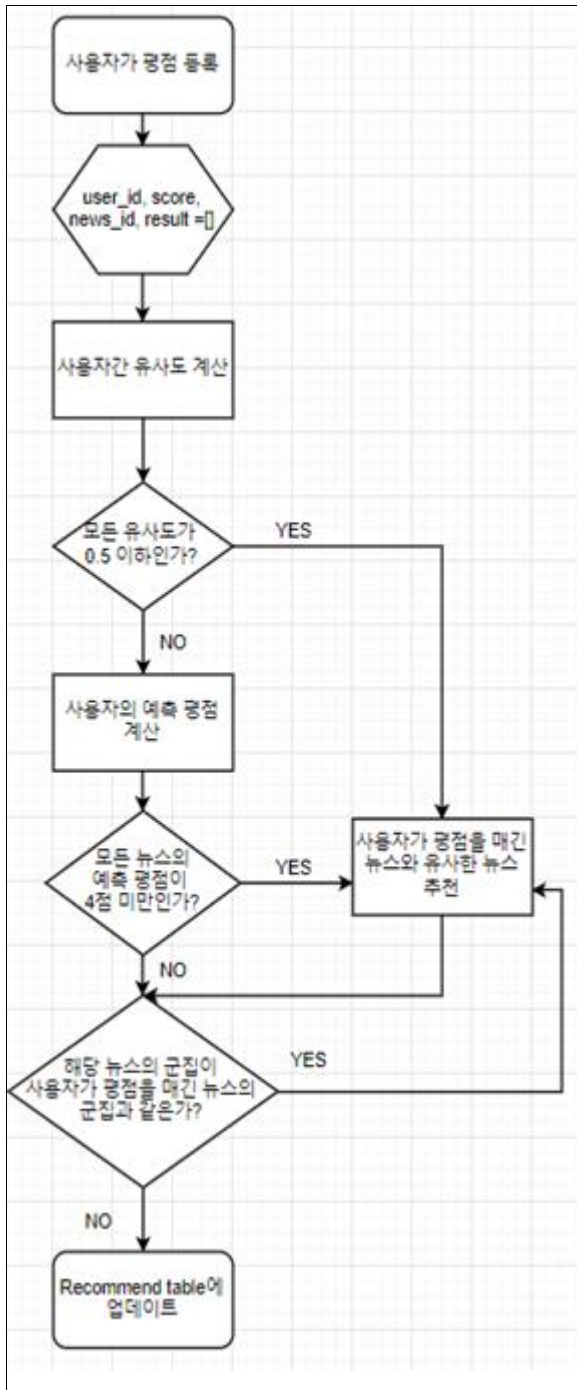 사용자가 평점 등록
user_id, score,
news_id, result =[]
사용자간 유사도 계산
모든 유사도가
0.5 이하인가?
YES
NO
사용자의 예측 평점
계산
모든 뉴스의
예측 평점이
4점 미만인가?
YES
사용자가 평점을 매긴
뉴스와 유사한 뉴스
추천
NO
해당 뉴스의 군집이
사용자가 평점을 매긴 뉴스의
군집과 같은가?
YES
NO
Recommend table에
업데이트